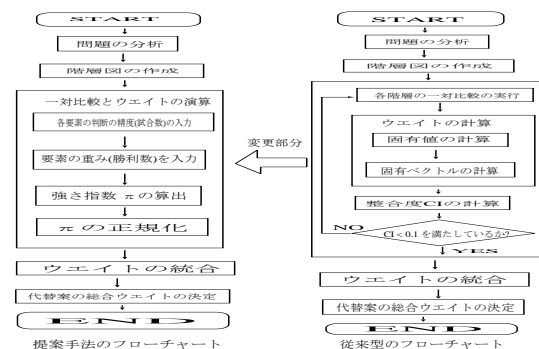 START
問題の分析
階層図の作成
一対比較とウエイトの演算
各要素の判断の精度(試合数)の入力
要素の重み(勝利数)を入力
強さ指数 πの算出
πの正規化
ウエイトの統合
代替案の総合ウエイトの決定
END
提案手法のフローチャート
変更部分
START
問題の分析
階層図の作成
各階層の一対比較の実行
ウエイトの計算
固有値の計算
固有ベクトルの計算
整合度CIの計算
NO
CI<0.1を満たしているか?
YES
ウエイトの統合
代替案の総合ウエイトの決定
END
従来型のフローチャート